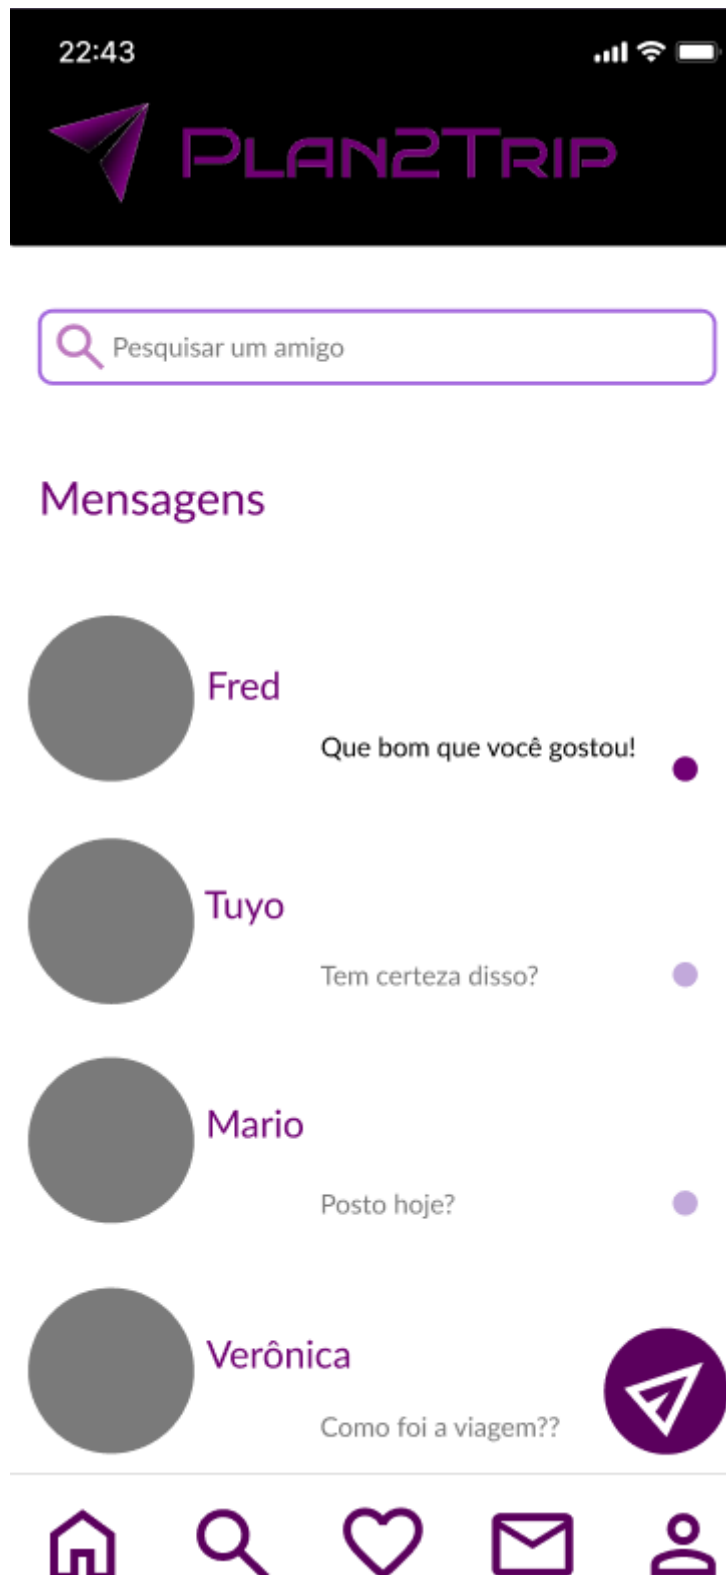 22:43
Plan2Trip
Pesquisar um amigo
Mensagens
Fred
Que bom que você gostou!
Tuyo
Tem certeza disso?
Mario
Posto hoje?
Verônica
Como foi a viagem??